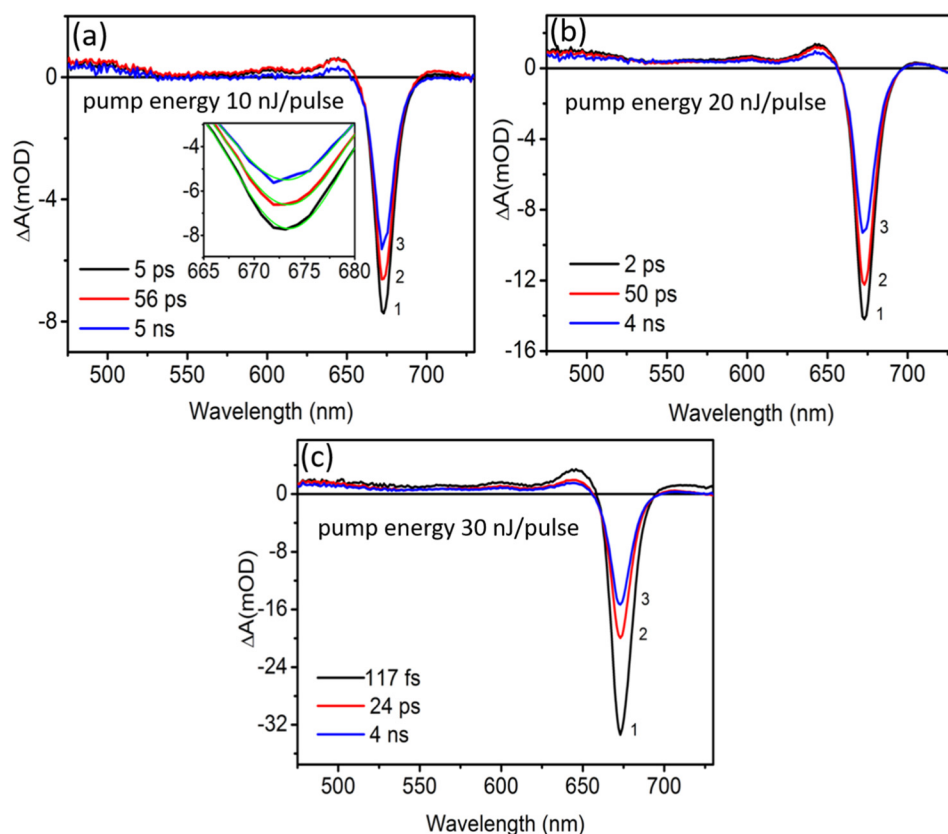 (a)
0
-4
-8
ΔA(mOD)
pump energy 10 nJ/pulse
-4
-5
-6
-7
-8
665 670 675 680
3
2
1
5 ps
56 ps
5 ns
500 550 600 650 700
Wavelength (nm)
(b)
4
0
-4
-8
-12
-16
ΔA(mOD)
pump energy 20 nJ/pulse
3
2
1
2 ps
50 ps
4 ns
500 550 600 650 700
Wavelength (nm)
(c)
0
-8
-16
-24
-32
ΔA(mOD)
pump energy 30 nJ/pulse
3
2
1
117 fs
24 ps
4 ns
500 550 600 650 700
Wavelength (nm)